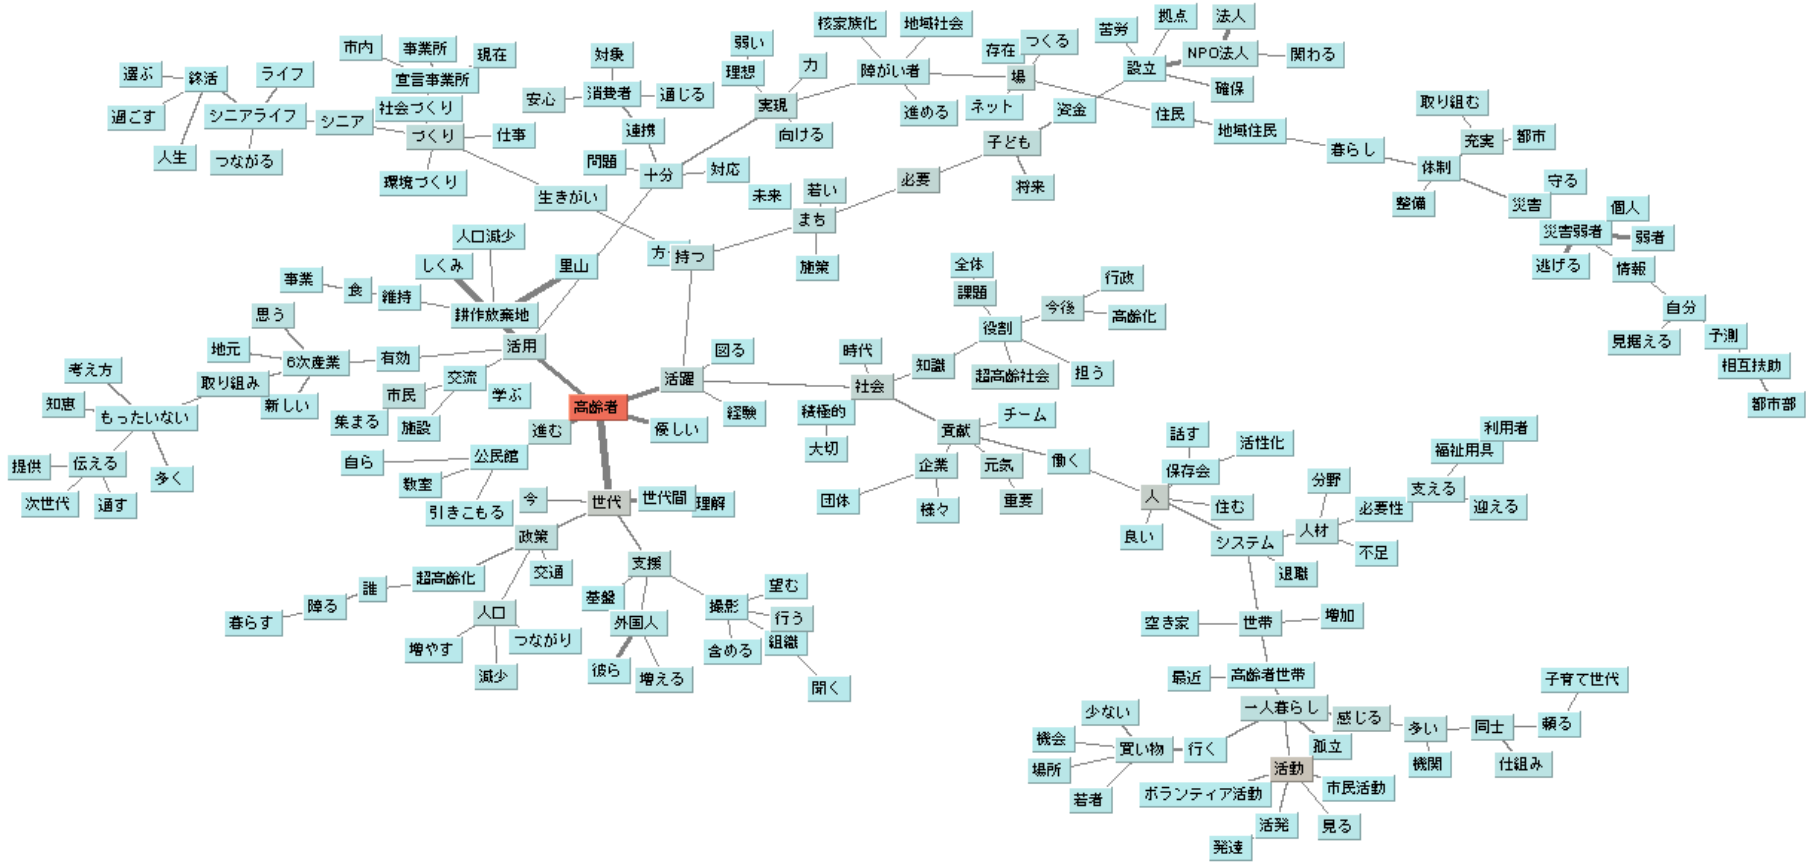 核家族化
地域社会
苦労
拠点
法人
NPO法人
関わる
存在
つくる
設立
確保
弱い
理想
力
障がい者
場
ネット
進める
実現
向ける
資金
住民
地域住民
暮らし
取り組む
充実
都市
体制
整備
守る
災害
個人
災害弱者
弱者
逃げる
情報
自分
見据える
予測
相互扶助
都市部
市内
事業所
現在
宣言事業所
社会づくり
づくり
仕事
環境づくり
生きがい
選ぶ
終活
ライフ
過ごす
シニアライフ
シニア
人生
つながる
対象
安心
消費者
通じる
連携
問題
十分
対応
未来
若い
まち
施策
必要
子ども
将来
方
持つ
人口減少
しくみ
里山
事業
食
維持
耕作放棄地
活用
思う
地元
6次産業
有効
取り組み
新しい
考え方
知恵
もったいない
提供
伝える
多く
次世代
通す
交流
市民
学ぶ
集まる
施設
高齢者
活躍
図る
経験
優しい
進む
自ら
公民館
教室
引きこもる
今
世代
世代間
理解
政策
交通
超高齢化
誰
障る
暮らす
人口
増やす
つながり
減少
支援
基盤
外国人
彼ら
増える
撮影
望む
行う
組織
含める
聞く
時代
社会
積極的
大切
知識
全体
課題
役割
今後
行政
高齢化
超高齢社会
担う
貢献
チーム
企業
元気
団体
様々
重要
働く
話す
保存会
活性化
人
住む
良い
システム
退職
人材
分野
必要性
不足
支える
福祉用具
利用者
迎える
空き家
世帯
増加
最近
高齢者世帯
一人暮らし
感じる
多い
機関
同士
仕組み
頼る
子育て世代
少ない
機会
買い物
行く
場所
若者
孤立
活動
ボランティア活動
市民活動
活発
見る
発達